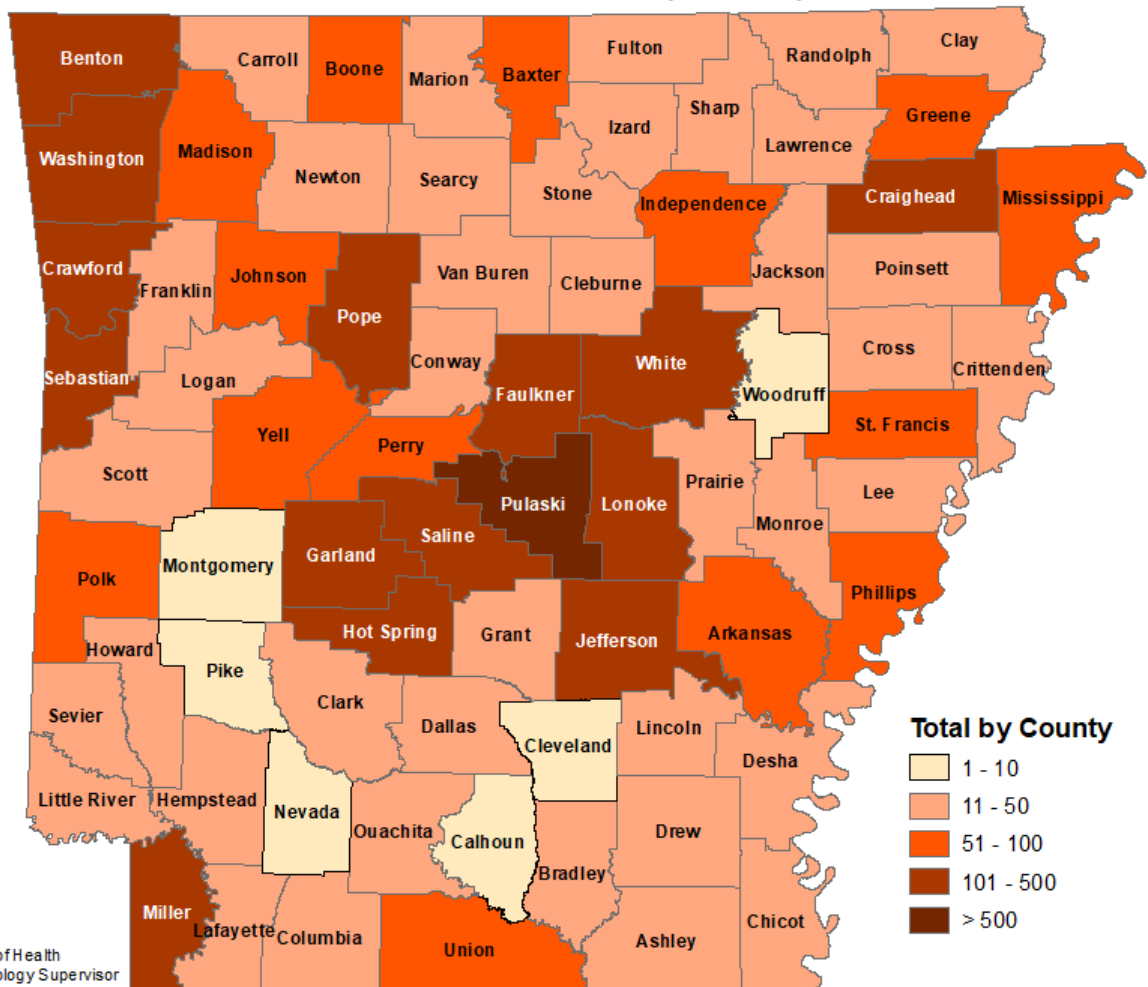 Benton
Carroll
Boone
Marion
Baxter
Fulton
Randolph
Clay
Sharp
Izard
Greene
Lawrence
Washington
Madison
Newton
Searcy
Stone
Independence
Craighead
Mississippi
Crawford
Franklin
Johnson
Pope
Van Buren
Cleburne
Jackson
Poinsett
Sebastian
Logan
Conway
Faulkner
White
Woodruff
Cross
Crittenden
Yell
Perry
St. Francis
Scott
Pulaski
Lonoke
Prairie
Lee
Monroe
Polk
Montgomery
Garland
Saline
Phillips
Howard
Pike
Hot Spring
Grant
Jefferson
Arkansas
Sevier
Clark
Dallas
Cleveland
Lincoln
Desha
Little River
Hempstead
Nevada
Ouachita
Calhoun
Bradley
Drew
Miller
Lafayette
Columbia
Union
Ashley
Chicot
Total by County
1 - 10
11 - 50
51 - 100
101 - 500
> 500
of Health
ology Supervisor